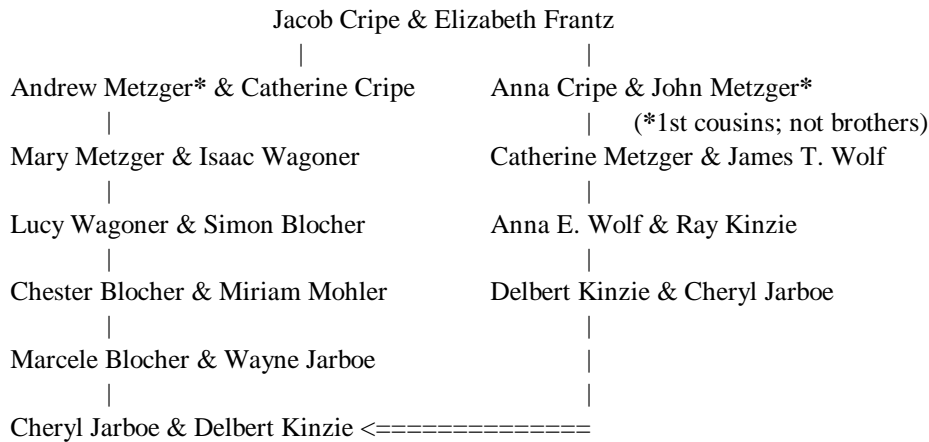 Jacob Cripe & Elizabeth Frantz
| |
Andrew Metzger* & Catherine Cripe Anna Cripe & John Metzger*
| | (*1st cousins; not brothers)
Mary Metzger & Isaac Wagoner Catherine Metzger & James T. Wolf
| |
Lucy Wagoner & Simon Blocher Anna E. Wolf & Ray Kinzie
| |
Chester Blocher & Miriam Mohler Delbert Kinzie & Cheryl Jarboe
| |
Marcele Blocher & Wayne Jarboe |
| |
Cheryl Jarboe & Delbert Kinzie <==============